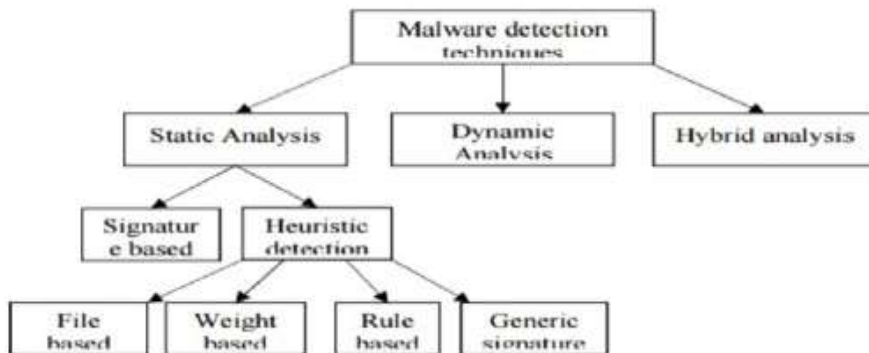 Malware detection
techniques
Static Analysis
Dynamic
Analysis
Hybrid analysis
Signatur
e based
Heuristic
detection
File
based
Weight
based
Rule
based
Generic
signature